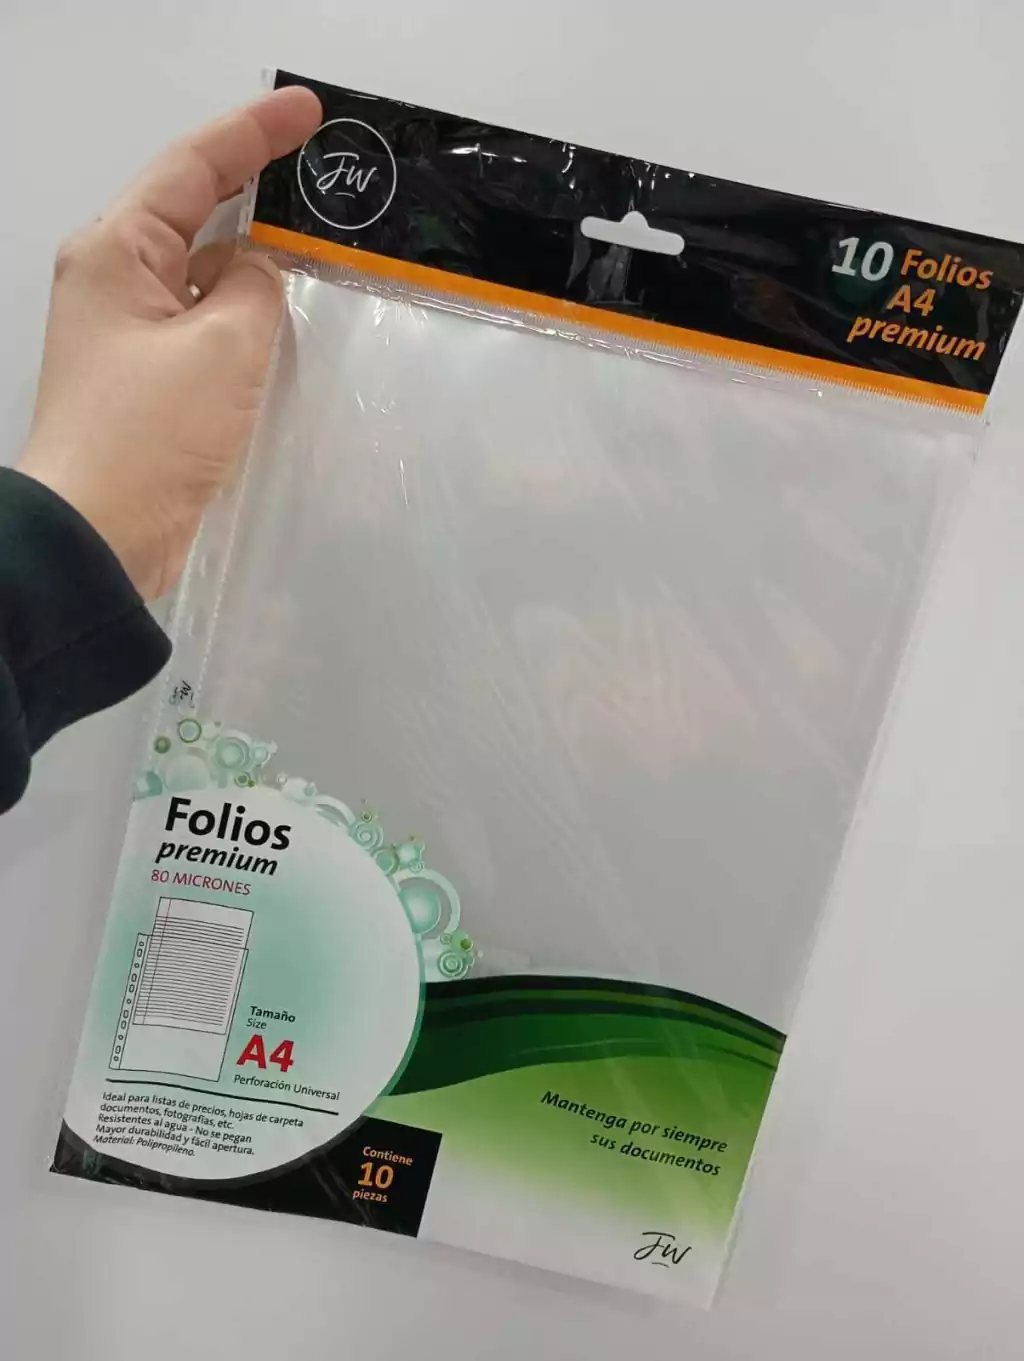 JW
10 Folios
A4
premium
JW
Folios
premium
80 MICRONES
Tamaño
Size
A4
Perforación Universal
Ideal para listas de precios, hojas de carpeta
documentos, fotografías, etc.
Resistentes al agua - No se pegan
Mayor durabilidad y fácil apertura.
Material: Polipropileno.
Contiene
10
piezas
Mantenga por siempre
sus documentos
JW